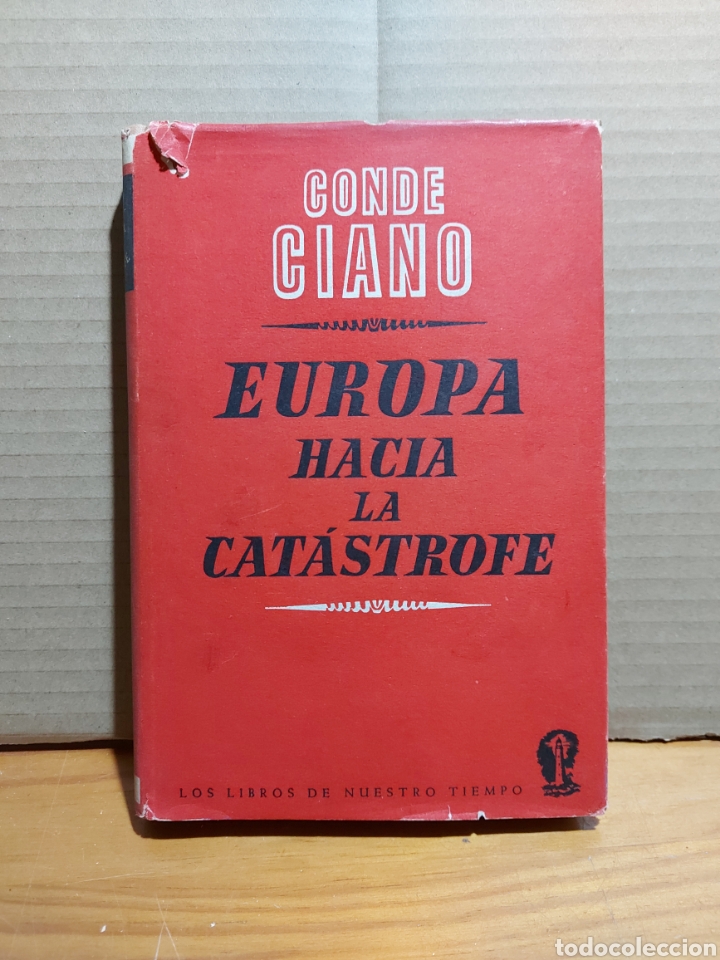 CONDE
CIANO
EUROPA
HACIA
LA
CATÁSTROFE
LOS LIBROS DE NUESTRO TIEMPO
todocoleccion